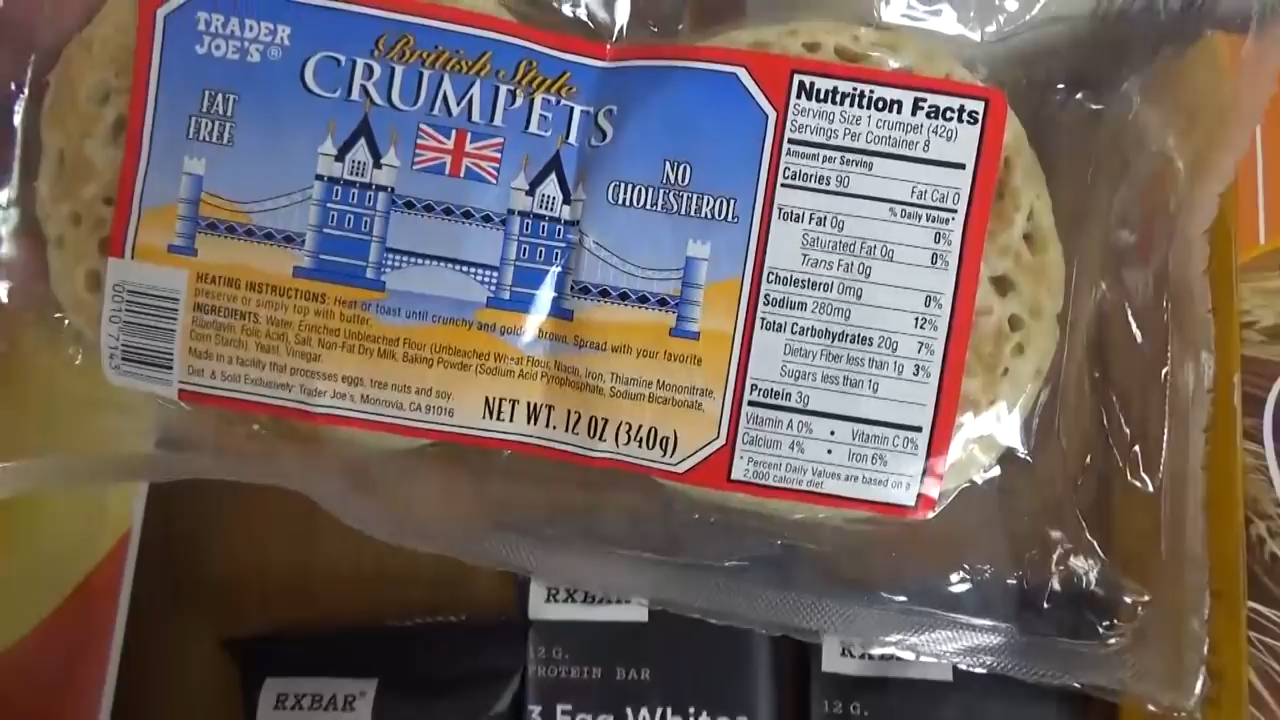 TRADER
JOE'S®
British Style
CRUMPETS
FAT
FREE
NO
CHOLESTEROL
HEATING INSTRUCTIONS: Heat or toast until crunchy and golden brown. Spread with your favorite
preserve or simply top with butter.
INGREDIENTS: Water, Enriched Unbleached Flour (Unbleached Wheat Flour, Niacin, Iron, Thiamine Mononitrate,
Riboflavin, Folic Acid), Salt, Non-Fat Dry Milk, Baking Powder (Sodium Acid Pyrophosphate, Sodium Bicarbonate,
Corn Starch), Yeast, Vinegar.
Made in a facility that processes eggs, tree nuts and soy.
Dist. & Sold Exclusively: Trader Joe's, Monrovia, CA 91016
NET WT. 12 OZ (340g)
00107743
Nutrition Facts
Serving Size 1 crumpet (42g)
Servings Per Container 8
Amount per Serving
Calories 90 Fat Cal 0
% Daily Value*
Total Fat 0g 0%
Saturated Fat 0g 0%
Trans Fat 0g
Cholesterol 0mg 0%
Sodium 280mg 12%
Total Carbohydrates 20g 7%
Dietary Fiber less than 1g 3%
Sugars less than 1g
Protein 3g
Vitamin A 0% • Vitamin C 0%
Calcium 4% • Iron 6%
* Percent Daily Values are based on a
2,000 calorie diet.
RXBAR
12 G.
PROTEIN BAR
3 Egg Whites
RXBAR®
RXBAR
12 G.